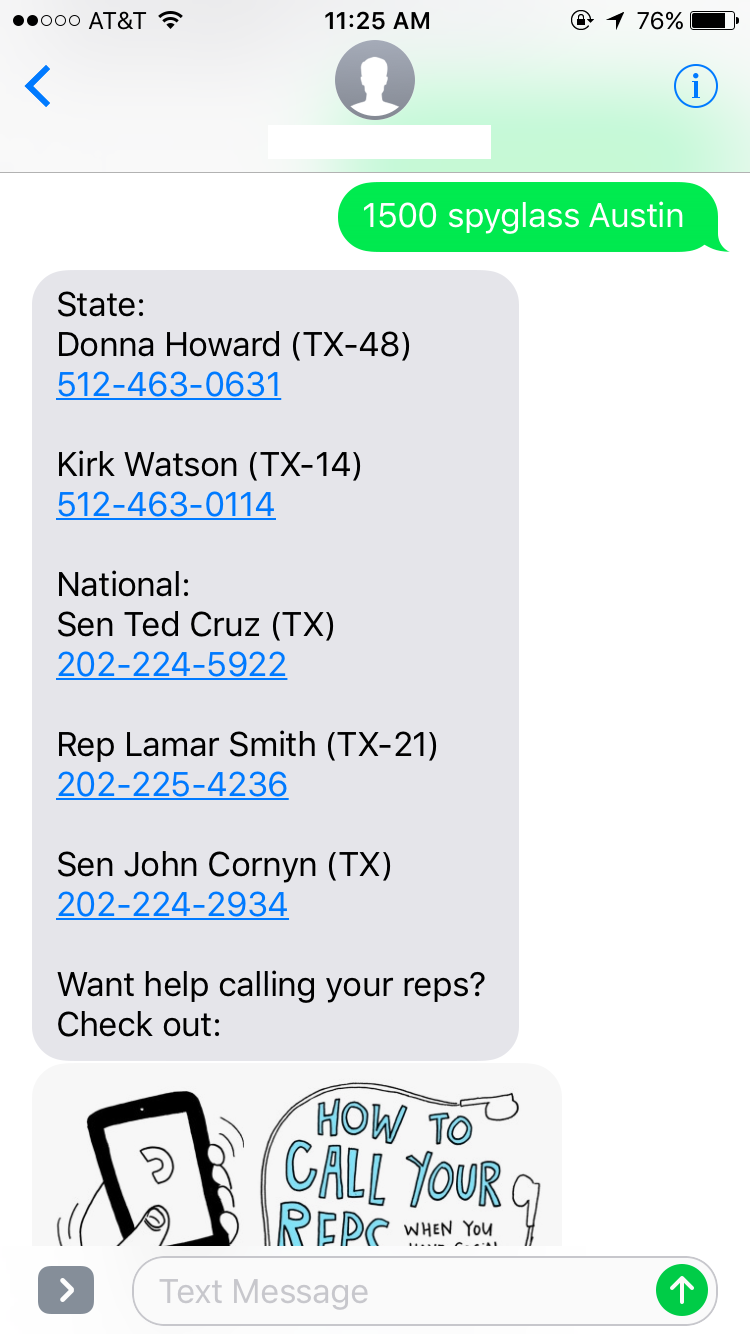 AT&T 11:25 AM 76%
1500 spyglass Austin
State:
Donna Howard (TX-48)
512-463-0631
Kirk Watson (TX-14)
512-463-0114
National:
Sen Ted Cruz (TX)
202-224-5922
Rep Lamar Smith (TX-21)
202-225-4236
Sen John Cornyn (TX)
202-224-2934
Want help calling your reps?
Check out:
HOW TO
CALL YOUR
REPS
WHEN YOU
Text Message